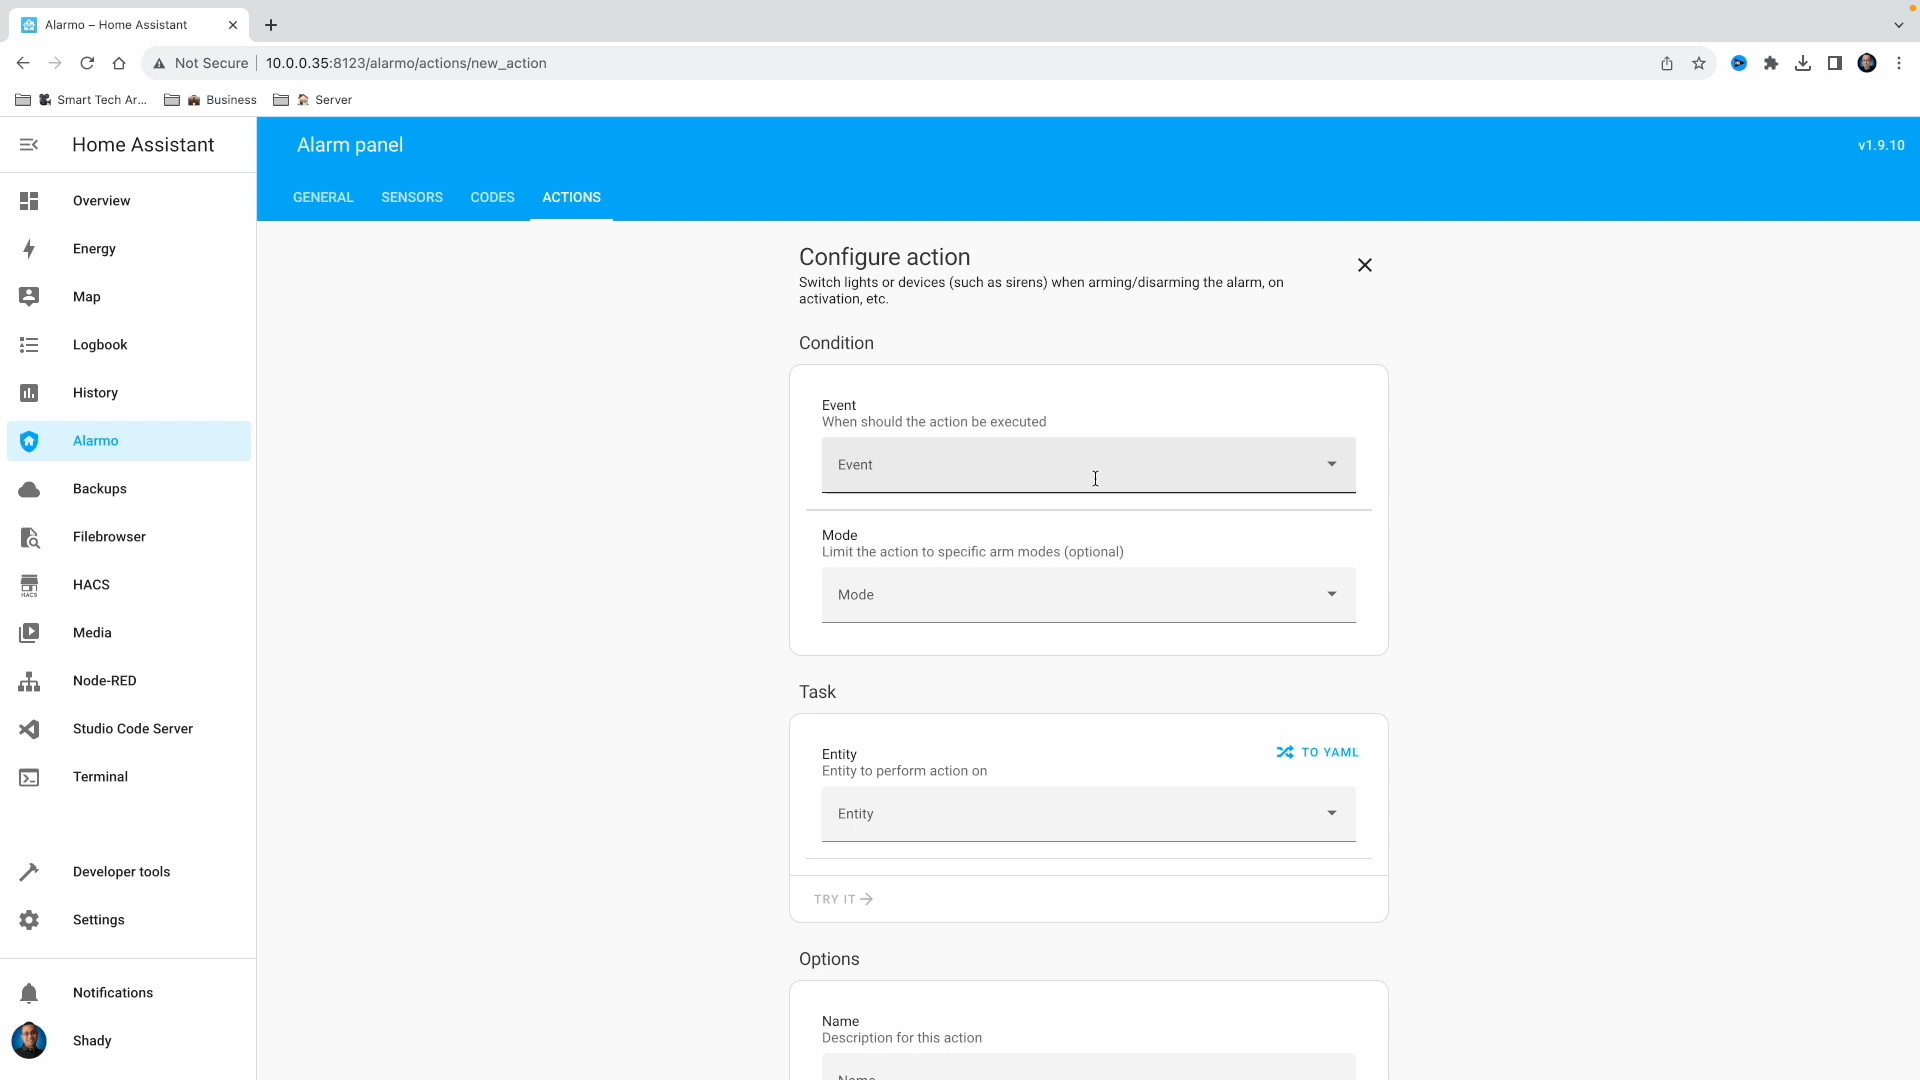 Alarmo – Home Assistant
Not Secure
10.0.0.35:8123/alarmo/actions/new_action
Smart Tech Ar...
Business
Server
Home Assistant
Alarm panel
v1.9.10
GENERAL
SENSORS
CODES
ACTIONS
Overview
Energy
Map
Logbook
History
Alarmo
Backups
Filebrowser
HACS
HACS
Media
Node-RED
Studio Code Server
Terminal
Developer tools
Settings
Notifications
Shady
Configure action
Switch lights or devices (such as sirens) when arming/disarming the alarm, on
activation, etc.
Condition
Event
When should the action be executed
Event
Mode
Limit the action to specific arm modes (optional)
Mode
Task
Entity
TO YAML
Entity to perform action on
Entity
TRY IT
Options
Name
Description for this action
Name